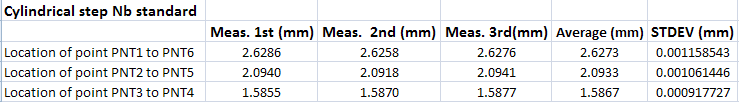 Cylindrical step Nb standard
Meas. 1st (mm) Meas. 2nd (mm) Meas. 3rd(mm) Average (mm) STDEV (mm)
Location of point PNT1 to PNT6 2.6286 2.6258 2.6276 2.6273 0.001158543
Location of point PNT2 to PNT5 2.0940 2.0918 2.0941 2.0933 0.001061446
Location of point PNT3 to PNT4 1.5855 1.5870 1.5877 1.5867 0.000917727